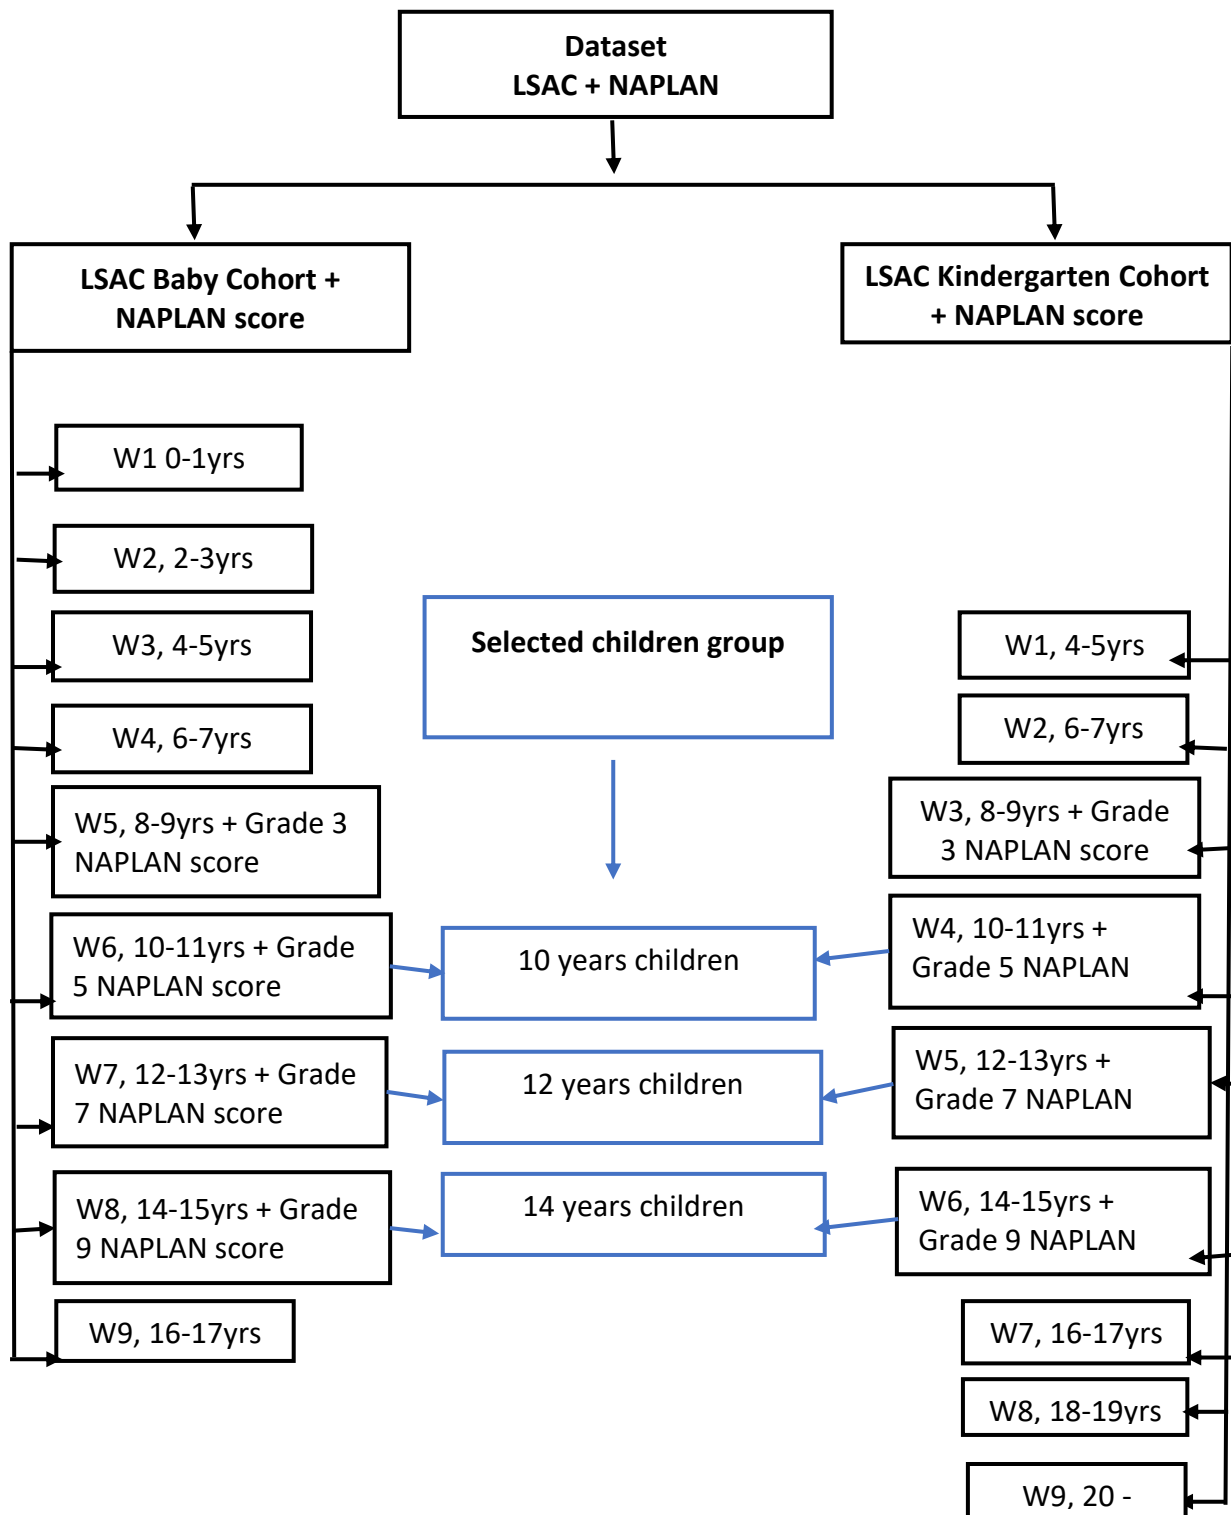 Dataset
LSAC + NAPLAN
LSAC Baby Cohort +
NAPLAN score
LSAC Kindergarten Cohort
+ NAPLAN score
W1 0-1yrs
W2, 2-3yrs
W3, 4-5yrs
W4, 6-7yrs
W5, 8-9yrs + Grade 3
NAPLAN score
W6, 10-11yrs + Grade
5 NAPLAN score
W7, 12-13yrs + Grade
7 NAPLAN score
W8, 14-15yrs + Grade
9 NAPLAN score
W9, 16-17yrs
Selected children group
10 years children
12 years children
14 years children
W1, 4-5yrs
W2, 6-7yrs
W3, 8-9yrs + Grade
3 NAPLAN score
W4, 10-11yrs +
Grade 5 NAPLAN
W5, 12-13yrs +
Grade 7 NAPLAN
W6, 14-15yrs +
Grade 9 NAPLAN
W7, 16-17yrs
W8, 18-19yrs
W9, 20 -